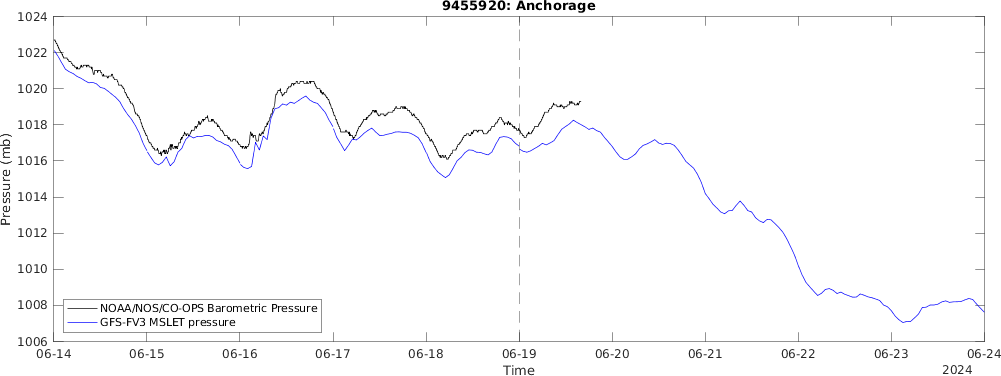 9455920: Anchorage
1024
1022
1020
1018
1016
1014
1012
1010
1008
1006
Pressure (mb)
NOAA/NOS/CO-OPS Barometric Pressure
GFS-FV3 MSLET pressure
06-14 06-15 06-16 06-17 06-18 06-19 06-20 06-21 06-22 06-23 06-24
Time
2024